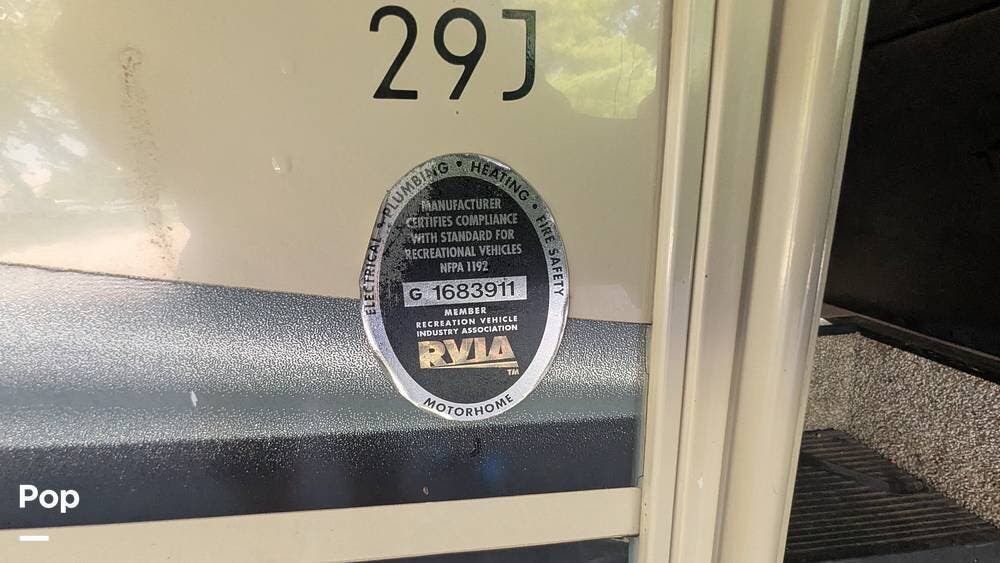 29J
ELECTRICAL • PLUMBING • HEATING • FIRE SAFETY
MANUFACTURER
CERTIFIES COMPLIANCE
WITH STANDARD FOR
RECREATIONAL VEHICLES
NFPA 1192
G 1683911
MEMBER
RECREATION VEHICLE
INDUSTRY ASSOCIATION
RVIA
TM
MOTORHOME
Pop